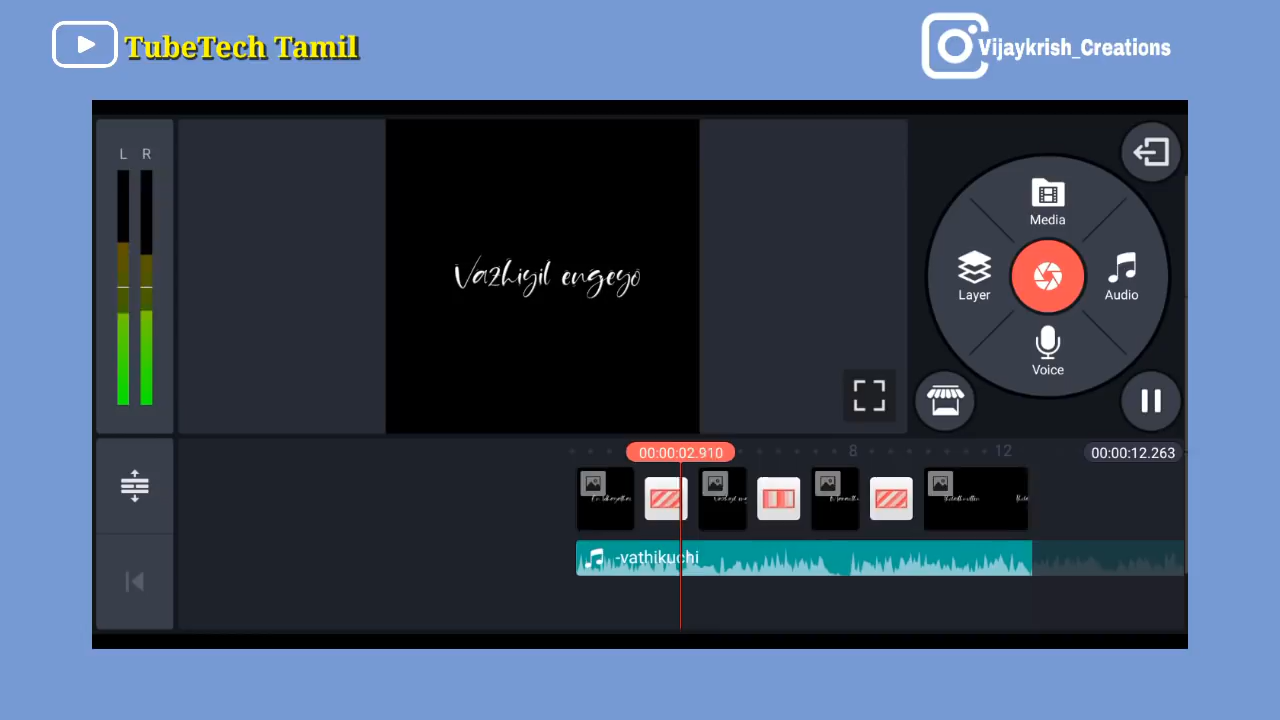 TubeTech Tamil
Vijaykrish_Creations
L R
Media
Layer
Audio
Voice
Vazhiyil engeyo
00:00:02.910
8
12
00:00:12.263
-vathikuchi